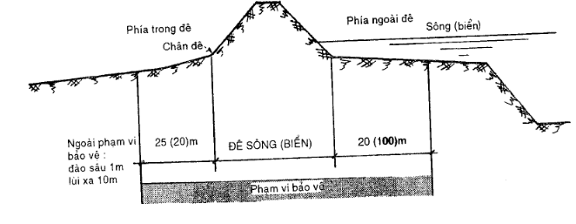 Phía trong đê
Phía ngoài đê
Sông (biển)
Chân đê
Ngoài phạm vi
bảo vệ :
đào sâu 1m
lùi xa 10m
25 (20)m
ĐÊ SÔNG (BIỂN)
20 (100)m
Phạm vi bảo vệ